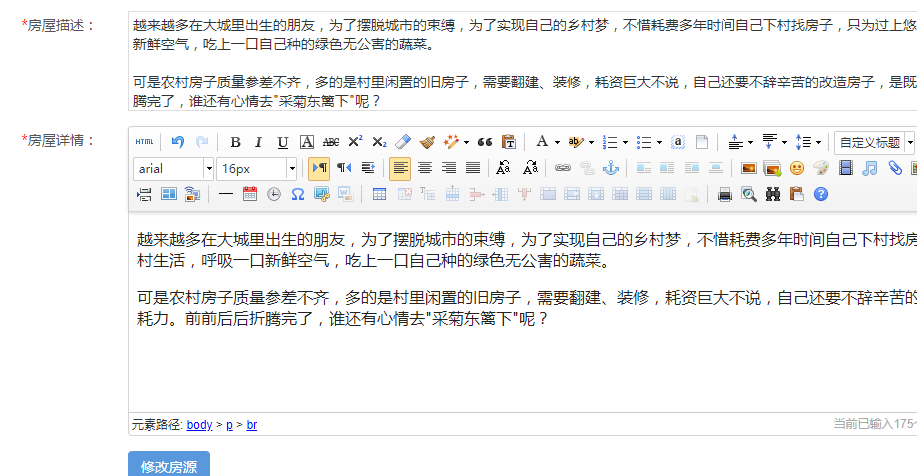 *房屋描述：
越来越多在大城里出生的朋友，为了摆脱城市的束缚，为了实现自己的乡村梦，不惜耗费多年时间自己下村找房子，只为过上悠
新鲜空气，吃上一口自己种的绿色无公害的蔬菜。
可是农村房子质量参差不齐，多的是村里闲置的旧房子，需要翻建、装修，耗资巨大不说，自己还要不辞辛苦的改造房子，是既
腾完了，谁还有心情去"采菊东篱下"呢？
*房屋详情：
HTML
自定义标题
arial 16px
越来越多在大城里出生的朋友，为了摆脱城市的束缚，为了实现自己的乡村梦，不惜耗费多年时间自己下村找房
村生活，呼吸一口新鲜空气，吃上一口自己种的绿色无公害的蔬菜。
可是农村房子质量参差不齐，多的是村里闲置的旧房子，需要翻建、装修，耗资巨大不说，自己还要不辞辛苦的
耗力。前前后后折腾完了，谁还有心情去"采菊东篱下"呢？
元素路径: body > p > br
当前已输入175
修改房源